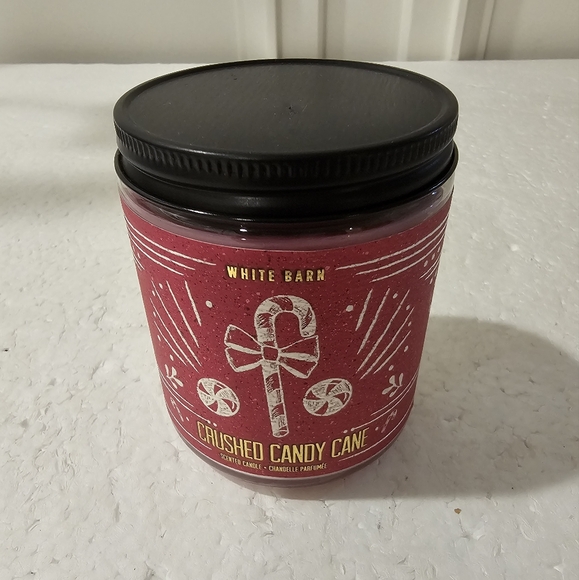 WHITE BARN
CRUSHED CANDY CANE
SCENTED CANDLE • CHANDELLE PARFUMÉE